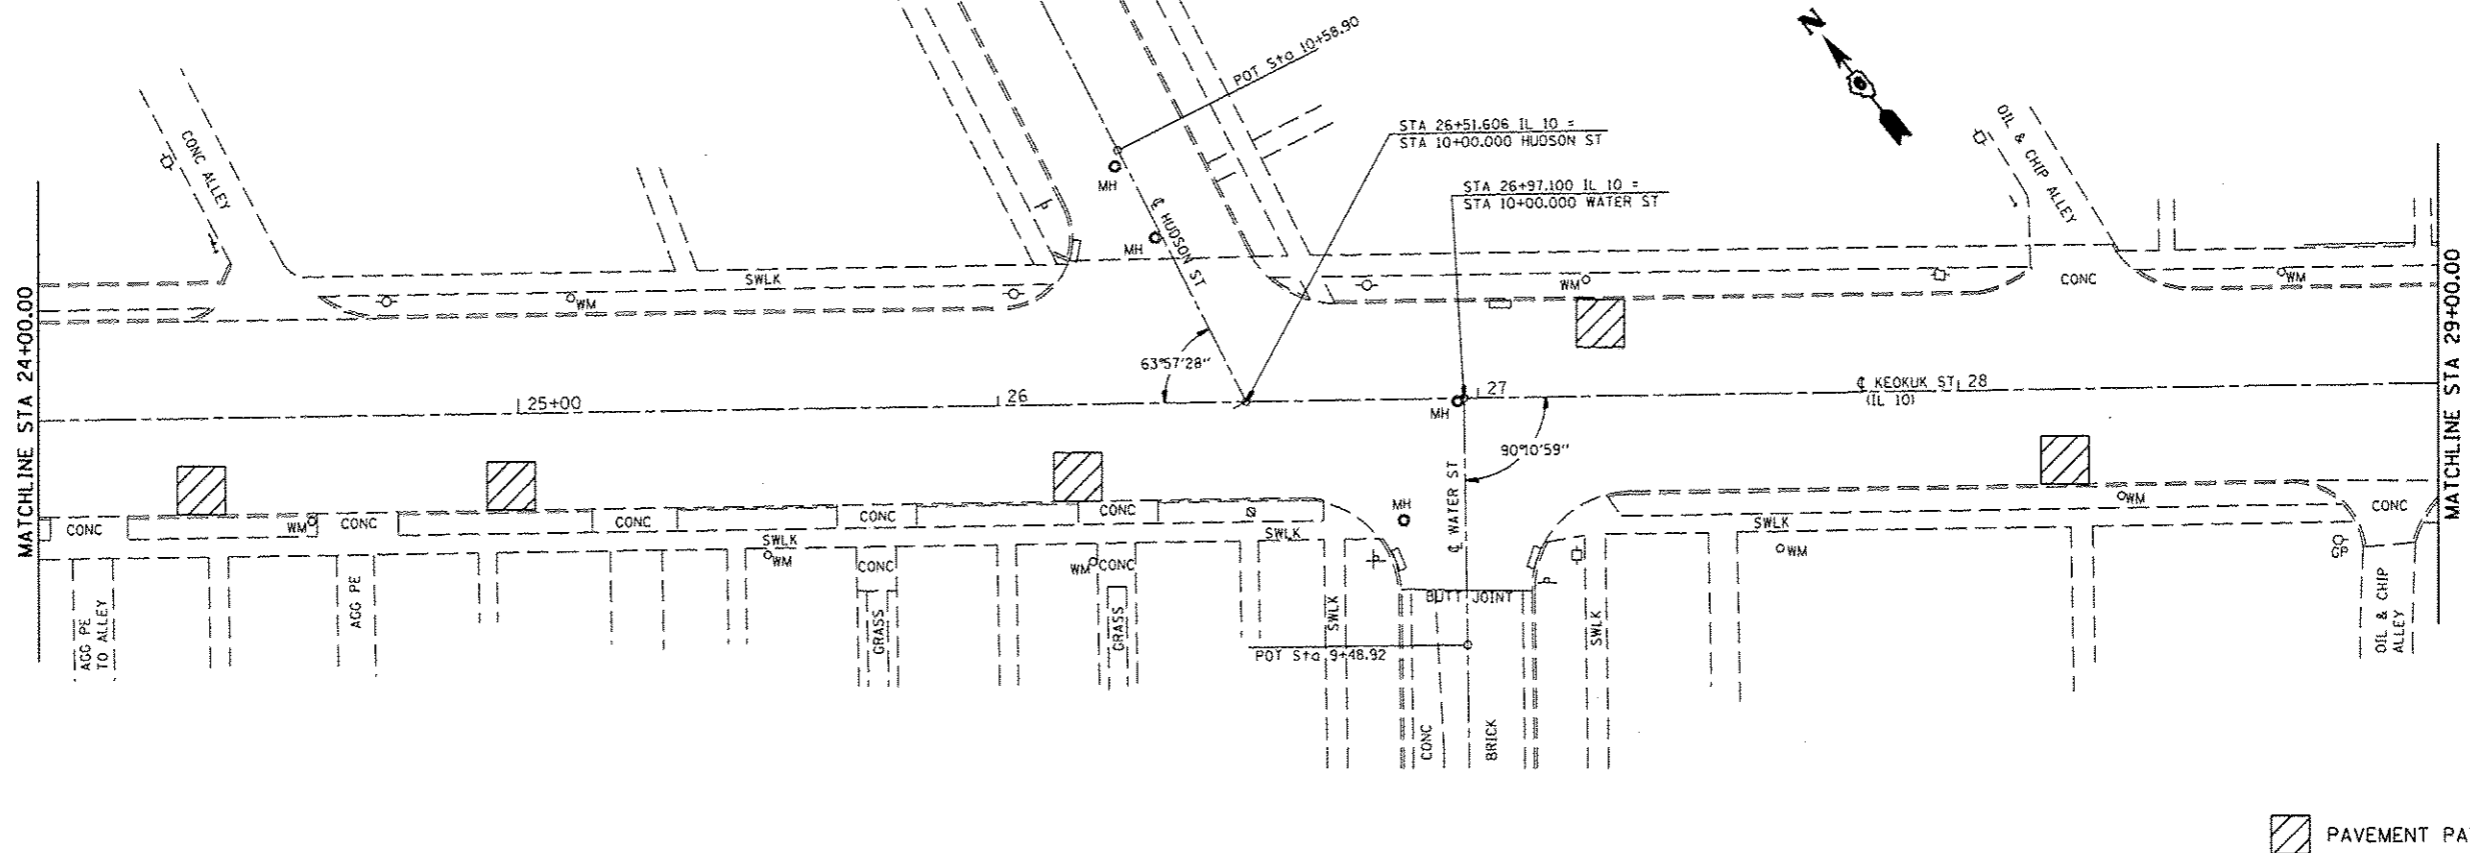 N
POT Sta 10+58.90
STA 26+51.606 IL 10 =
STA 10+00.000 HUDSON ST
STA 26+97.100 IL 10 =
STA 10+00.000 WATER ST
CONC ALLEY
OIL & CHIP ALLEY
MH
MH
℄ HUDSON ST
SWLK
WM
WM
CONC
WM
MATCHLINE STA 24+00.00
MATCHLINE STA 29+00.00
63°57'28"
25+00
26
27
28
℄ KEOKUK ST
(IL 10)
MH
90°10'59"
℄ WATER ST
CONC
WM
CONC
CONC
CONC
CONC
MH
WM
CONC
SWLK
SWLK
SWLK
WM
WM
WM
GP
CONC
CONC
AGG PE
TO ALLEY
AGG PE
GRASS
GRASS
SWLK
BUTT JOINT
SWLK
OIL & CHIP
ALLEY
POT Sta 9+48.92
CONC
BRICK
PAVEMENT PA